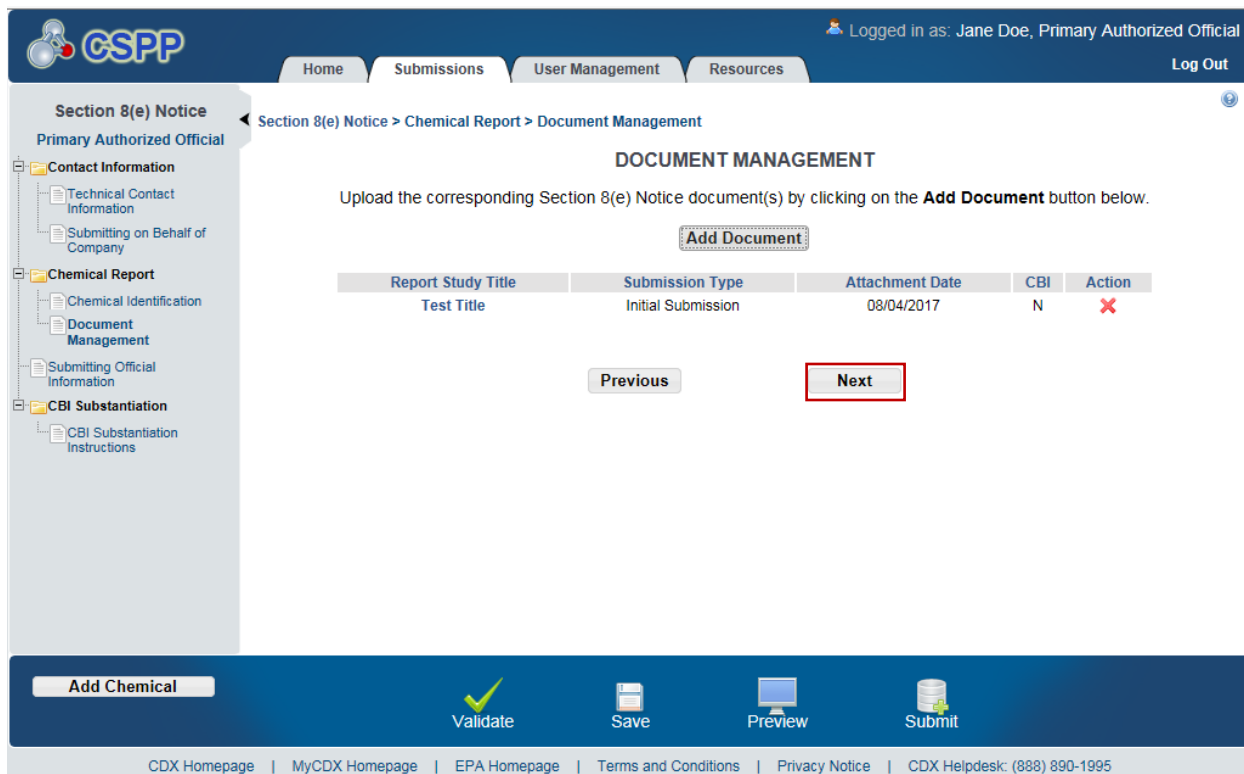 CSPP
Logged in as: Jane Doe, Primary Authorized Official
Home Submissions User Management Resources
Log Out
Section 8(e) Notice
Primary Authorized Official
Contact Information
Technical Contact
Information
Submitting on Behalf of
Company
Chemical Report
Chemical Identification
Document
Management
Submitting Official
Information
CBI Substantiation
CBI Substantiation
Instructions
Section 8(e) Notice > Chemical Report > Document Management
DOCUMENT MANAGEMENT
Upload the corresponding Section 8(e) Notice document(s) by clicking on the Add Document button below.
Add Document
Report Study Title Submission Type Attachment Date CBI Action
Test Title Initial Submission 08/04/2017 N
Previous Next
Add Chemical
Validate Save Preview Submit
CDX Homepage | MyCDX Homepage | EPA Homepage | Terms and Conditions | Privacy Notice | CDX Helpdesk: (888) 890-1995